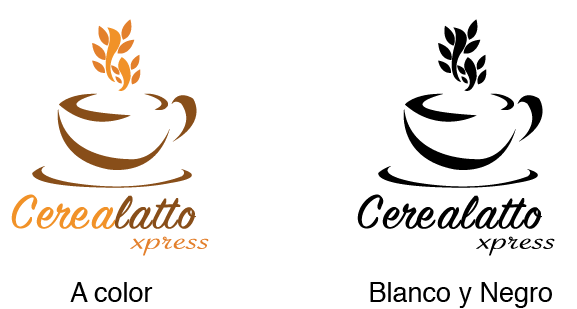 Cerealatto
xpress
A color
Cerealatto
xpress
Blanco y Negro